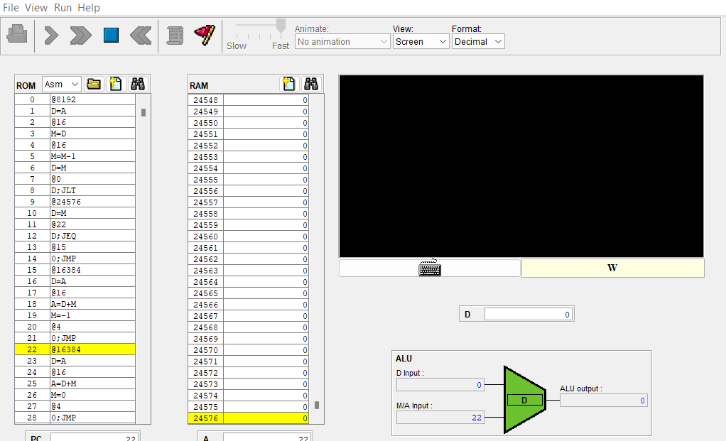 File View Run Help
Slow Fast
Animate:
No animation
View:
Screen
Format:
Decimal
ROM Asm
0 @8192
1 D=A
2 @16
3 M=D
4 @16
5 M=M-1
6 D=M
7 @0
8 D;JLT
9 @24576
10 D=M
11 @22
12 D;JEQ
13 @15
14 0;JMP
15 @16384
16 D=A
17 @16
18 A=D+M
19 M=-1
20 @4
21 0;JMP
22 @16384
23 D=A
24 @16
25 A=D+M
26 M=0
27 @4
28 0;JMP
PC 22
RAM
24548 0
24549 0
24550 0
24551 0
24552 0
24553 0
24554 0
24555 0
24556 0
24557 0
24558 0
24559 0
24560 0
24561 0
24562 0
24563 0
24564 0
24565 0
24566 0
24567 0
24568 0
24569 0
24570 0
24571 0
24572 0
24573 0
24574 0
24575 0
24576 0
A 22
W
D 0
ALU
D Input :
0
M/A Input :
22
D
ALU output :
0